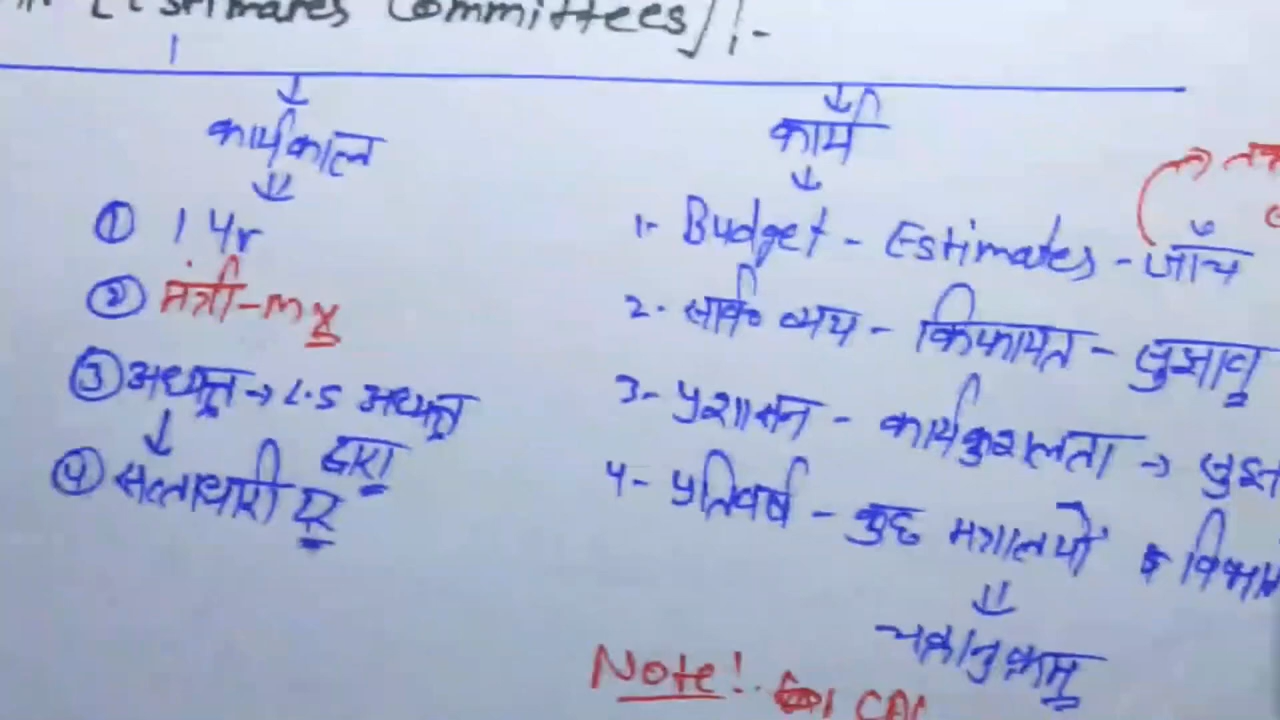 [Estimates Committees] :-
कार्यकाल
① 1 Yr
② मंत्री - mx
③ अध्यक्ष → L.S अध्यक्ष
द्वारा
④ सत्ताधारी
कार्य
1- Budget - Estimates - जाँच
2. सार्व० व्यय - किफायत - सुझाव
3- प्रशासन - कार्यकुशलता →
4- प्रतिवर्ष - कुछ मंत्रालयों
चक्रानुक्रम
Note!